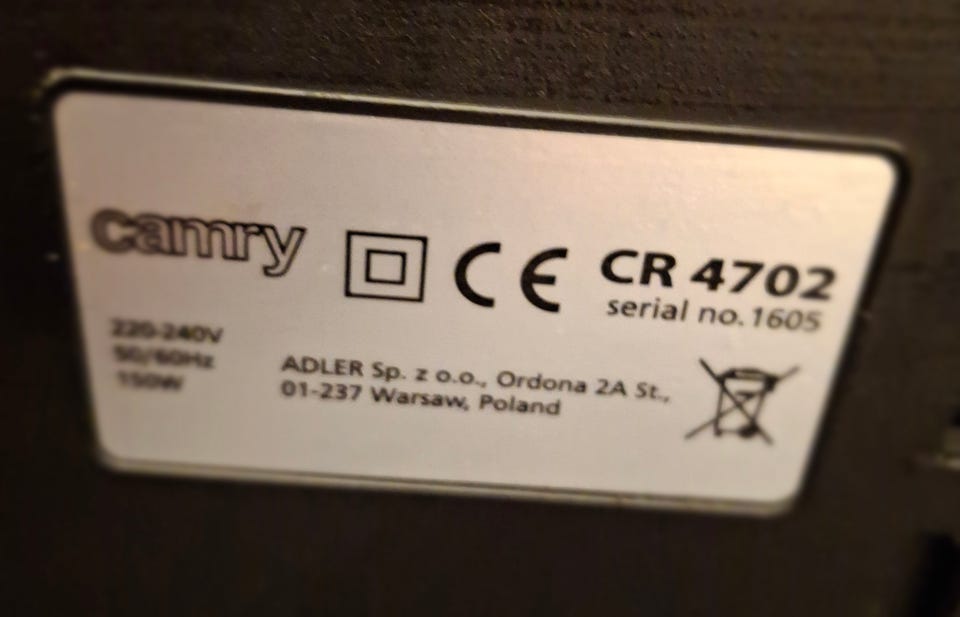 camry
CE
CR 4702
serial no. 1605
220-240V
50/60Hz
150W
ADLER Sp. z o.o., Ordona 2A St.,
01-237 Warsaw, Poland